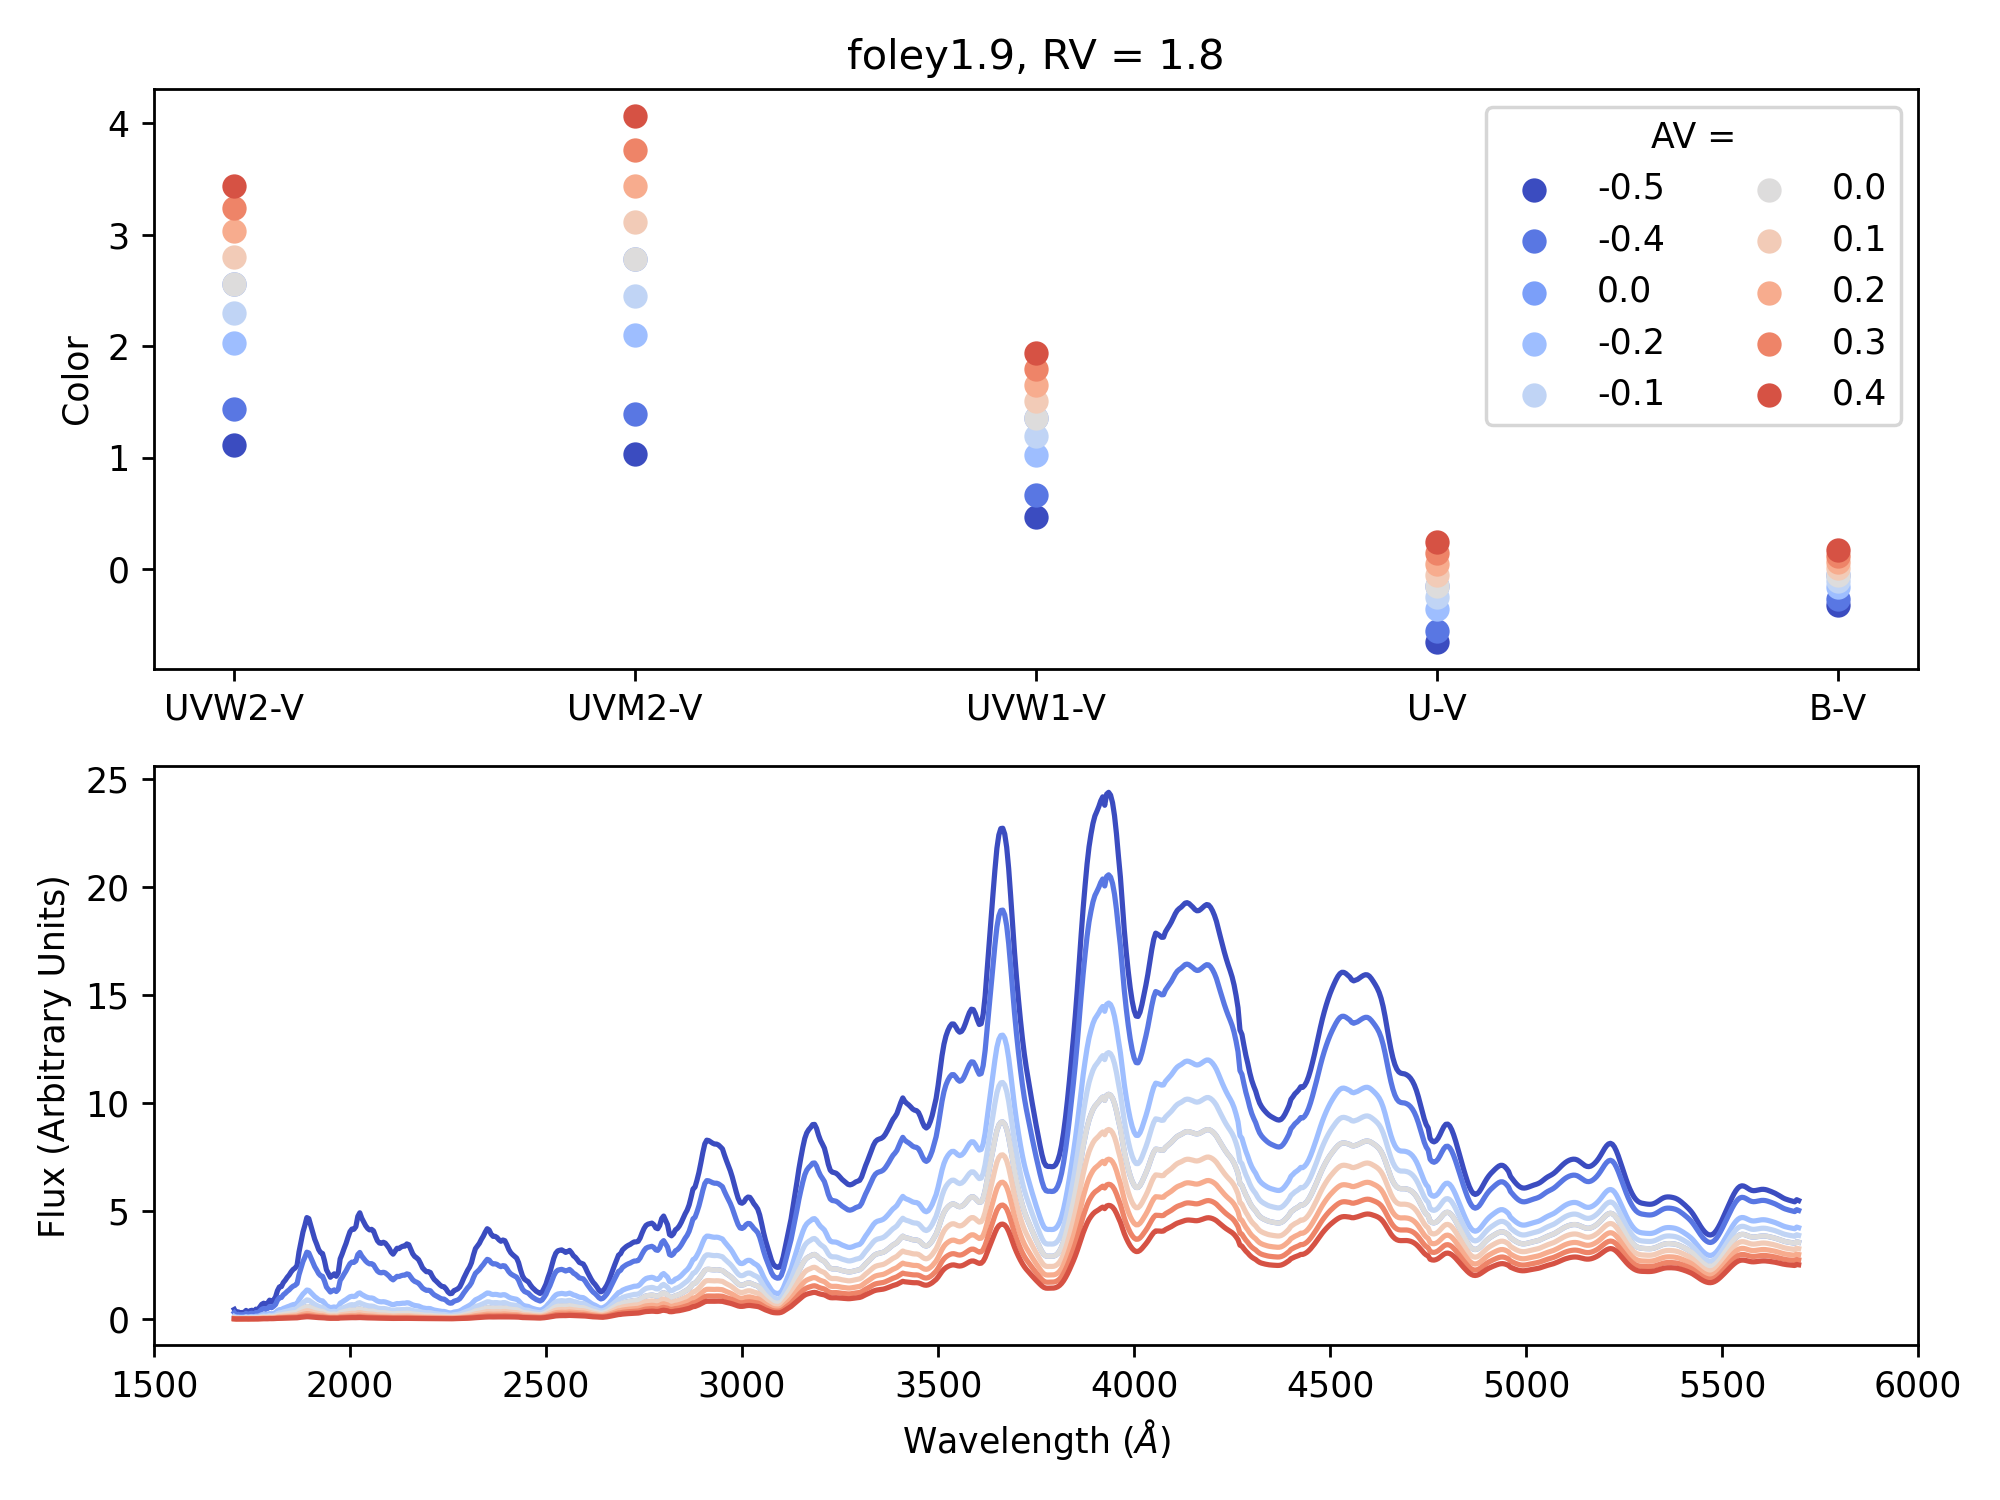 foley1.9, RV = 1.8
Color
4
3
2
1
0
AV =
-0.5 0.0
-0.4 0.1
0.0 0.2
-0.2 0.3
-0.1 0.4
UVW2-V UVM2-V UVW1-V U-V B-V
Flux (Arbitrary Units)
25
20
15
10
5
0
1500 2000 2500 3000 3500 4000 4500 5000 5500 6000
Wavelength (Å)